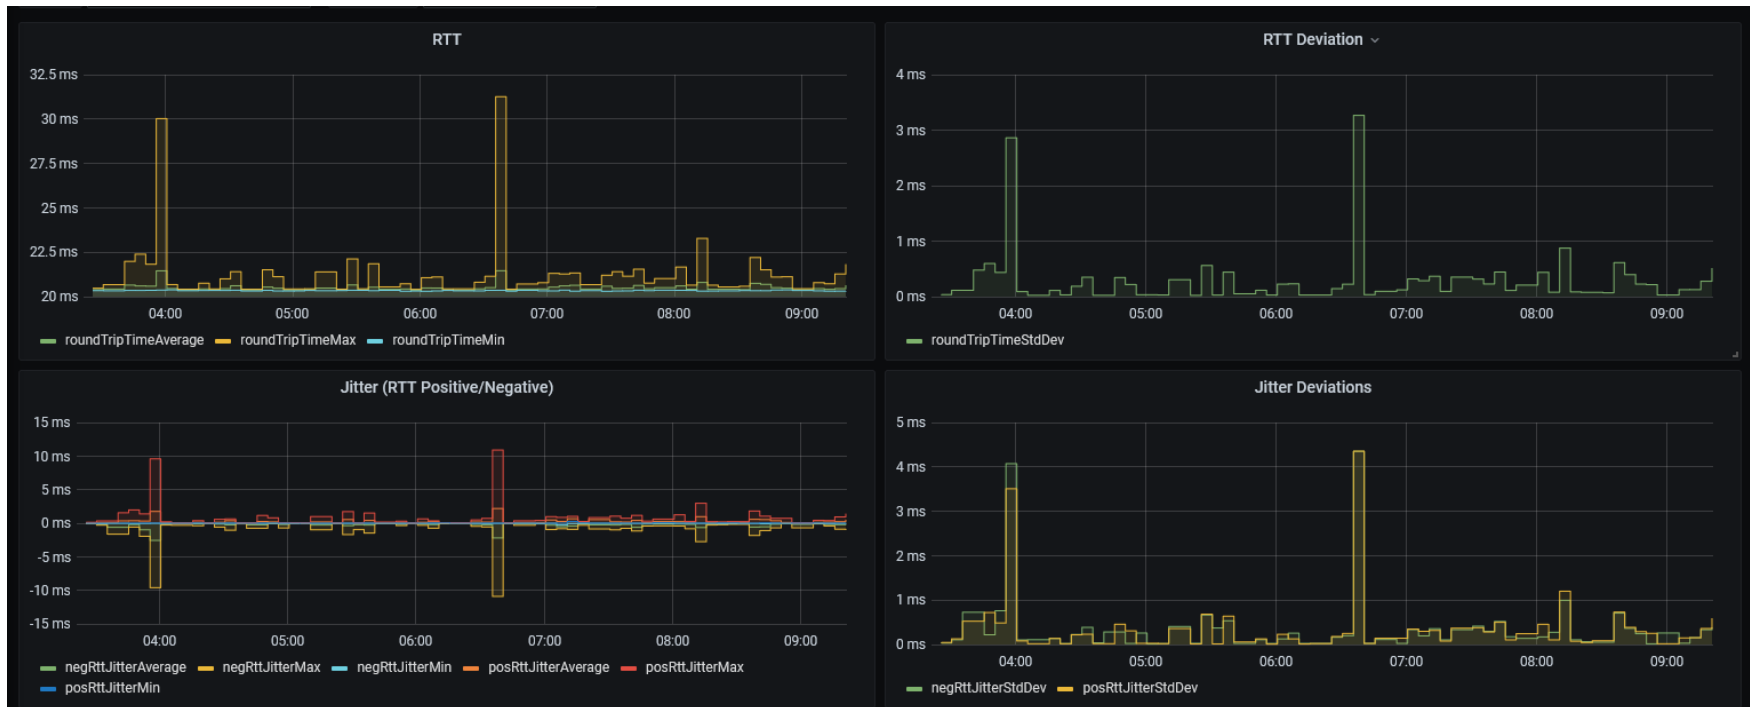 RTT
32.5 ms
30 ms
27.5 ms
25 ms
22.5 ms
20 ms
04:00 05:00 06:00 07:00 08:00 09:00
roundTripTimeAverage roundTripTimeMax roundTripTimeMin
RTT Deviation
4 ms
3 ms
2 ms
1 ms
0 ms
04:00 05:00 06:00 07:00 08:00 09:00
roundTripTimeStdDev
Jitter (RTT Positive/Negative)
15 ms
10 ms
5 ms
0 ms
-5 ms
-10 ms
-15 ms
04:00 05:00 06:00 07:00 08:00 09:00
negRttJitterAverage negRttJitterMax negRttJitterMin posRttJitterAverage posRttJitterMax
posRttJitterMin
Jitter Deviations
5 ms
4 ms
3 ms
2 ms
1 ms
0 ms
04:00 05:00 06:00 07:00 08:00 09:00
negRttJitterStdDev posRttJitterStdDev